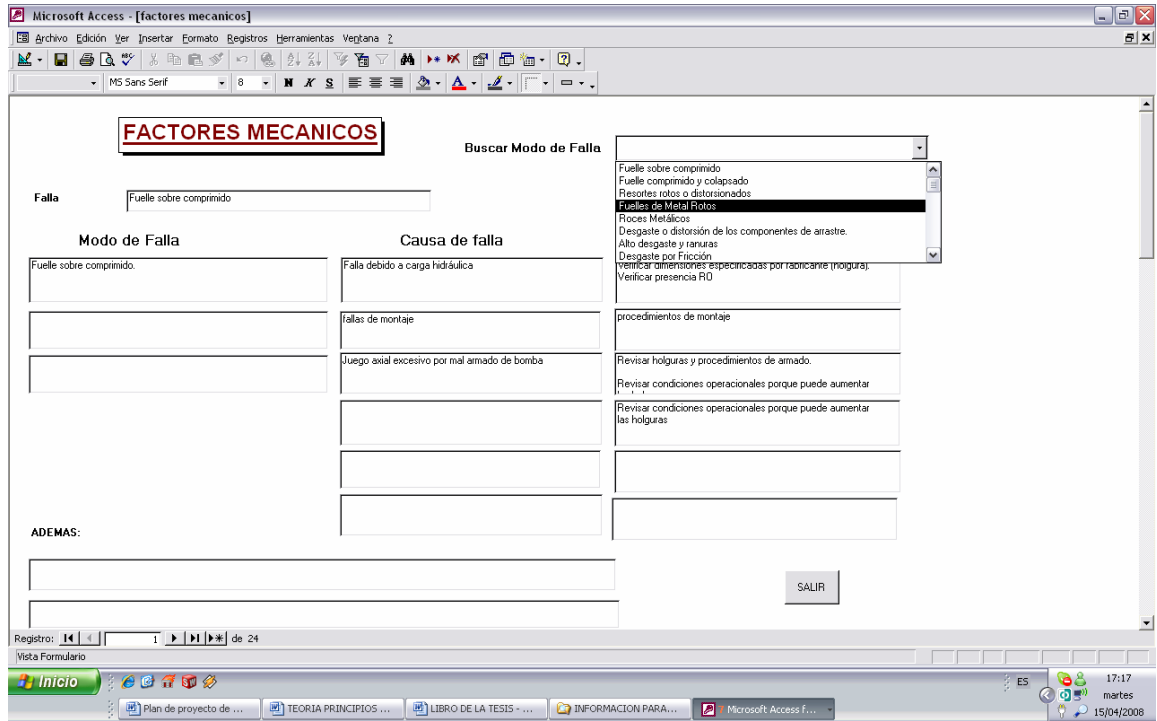 Microsoft Access - [factores mecanicos]
Archivo Edición Ver Insertar Formato Registros Herramientas Ventana ?
MS Sans Serif 8 N K S
FACTORES MECANICOS
Buscar Modo de Falla
Fuelle sobre comprimido
Fuelle comprimido y colapsado
Resortes rotos o distorsionados
Fuelles de Metal Rotos
Roces Metálicos
Desgaste o distorsión de los componentes de arrastre.
Alto desgaste y ranuras
Desgaste por Fricción
Falla Fuelle sobre comprimido
Modo de Falla Causa de falla
Fuelle sobre comprimido. Falla debido a carga hidráulica Verificar dimensiones especificadas por fabricante (holgura).
Verificar presencia RO
fallas de montaje procedimientos de montaje
Juego axial excesivo por mal armado de bomba Revisar holguras y procedimientos de armado.
Revisar condiciones operacionales porque puede aumentar
Revisar condiciones operacionales porque puede aumentar
las holguras
ADEMAS:
SALIR
Registro: 1 de 24
Vista Formulario
Inicio ES 17:17
martes
Plan de proyecto de ... TEORIA PRINCIPIOS ... LIBRO DE LA TESIS - ... INFORMACION PARA... Microsoft Access f... 15/04/2008